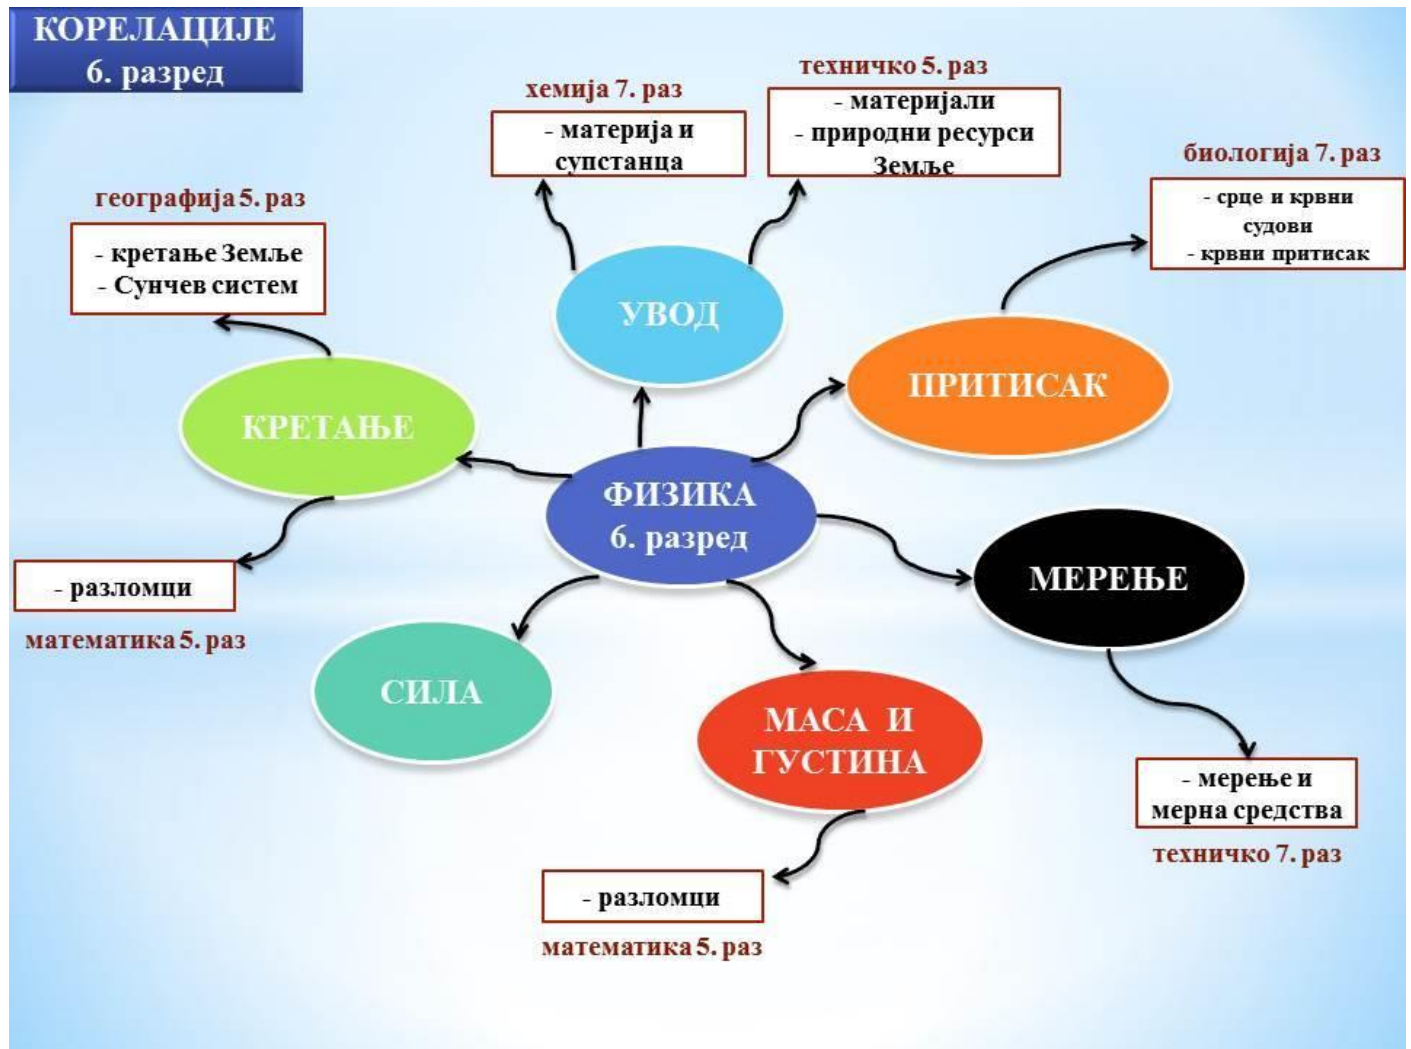 КОРЕЛАЦИЈЕ
6. разред
хемија 7. раз
- материја и
супстанца
техничко 5. раз
- материјали
- природни ресурси
Земље
биологија 7. раз
- срце и крвни
судови
- крвни притисак
географија 5. раз
- кретање Земље
- Сунчев систем
УВОД
ПРИТИСАК
КРЕТАЊЕ
ФИЗИКА
6. разред
МЕРЕЊЕ
- разломци
математика 5. раз
СИЛА
МАСА И
ГУСТИНА
- мерење и
мерна средства
техничко 7. раз
- разломци
математика 5. раз